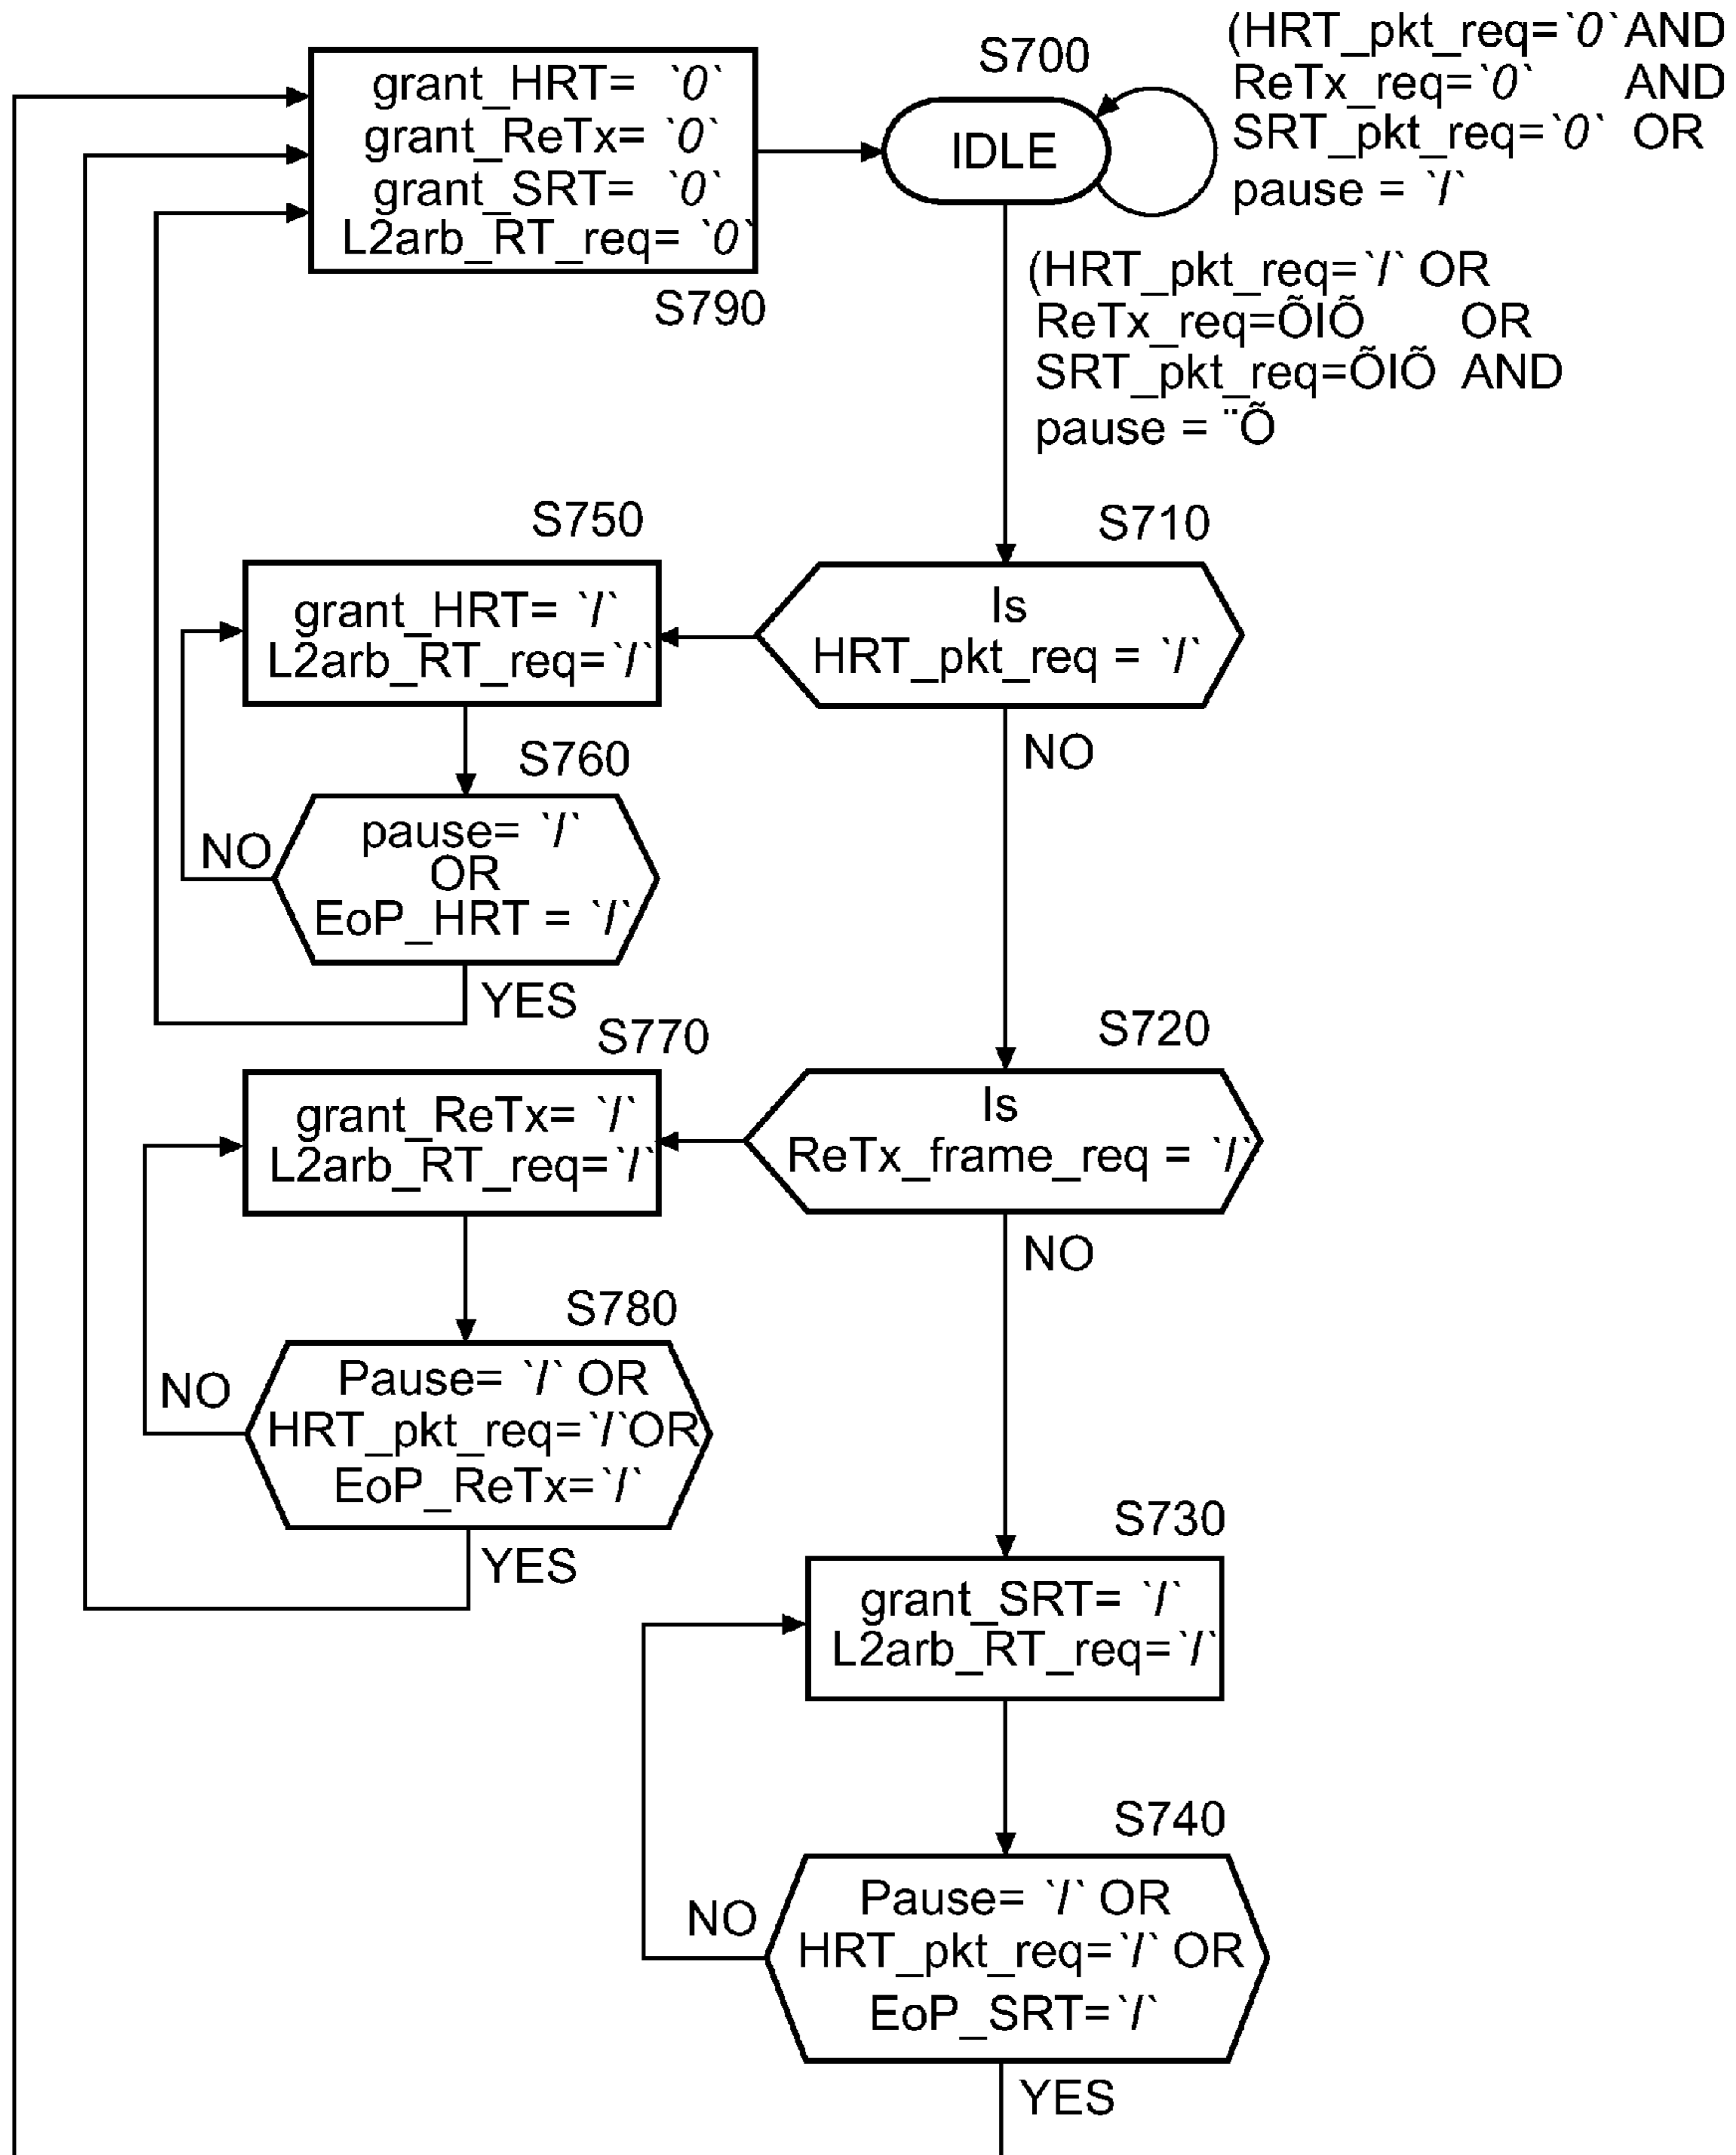 S700
(HRT_pkt_req=`0`AND
ReTx_req=`0` AND
SRT_pkt_req=`0` OR
pause = `/`
grant_HRT= `0`
grant_ReTx= `0`
grant_SRT= `0`
L2arb_RT_req= `0`
IDLE
S790
(HRT_pkt_req=`/` OR
ReTx_req=ÕIÕ OR
SRT_pkt_req=ÕIÕ AND
pause = ¨Õ
S750
S710
grant_HRT= `/`
L2arb_RT_req=`/`
Is
HRT_pkt_req = `/`
NO
S760
pause= `/`
OR
EoP_HRT = `/`
NO
YES
S770
S720
grant_ReTx= `/`
L2arb_RT_req=`/`
Is
ReTx_frame_req = `/`
NO
S780
Pause= `/` OR
HRT_pkt_req=`/`OR
EoP_ReTx=`/`
NO
YES
S730
grant_SRT= `/`
L2arb_RT_req=`/`
S740
Pause= `/` OR
HRT_pkt_req=`/` OR
EoP_SRT=`/`
NO
YES